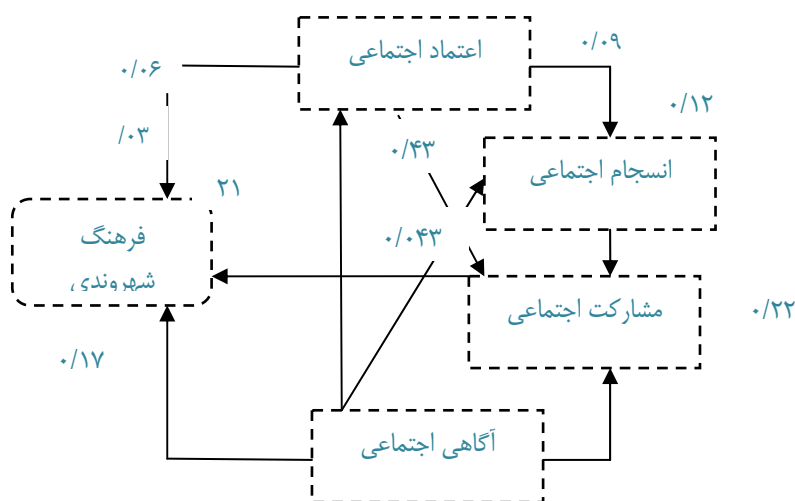 اعتماد اجتماعی
۰/۰۹
۰/۰۶
۰/۱۲
/۰۳
۰/۴۳
انسجام اجتماعی
۲۱
فرهنگ
شهروندی
۰/۰۴۳
مشارکت اجتماعی
۰/۲۲
۰/۱۷
آگاهی اجتماعی